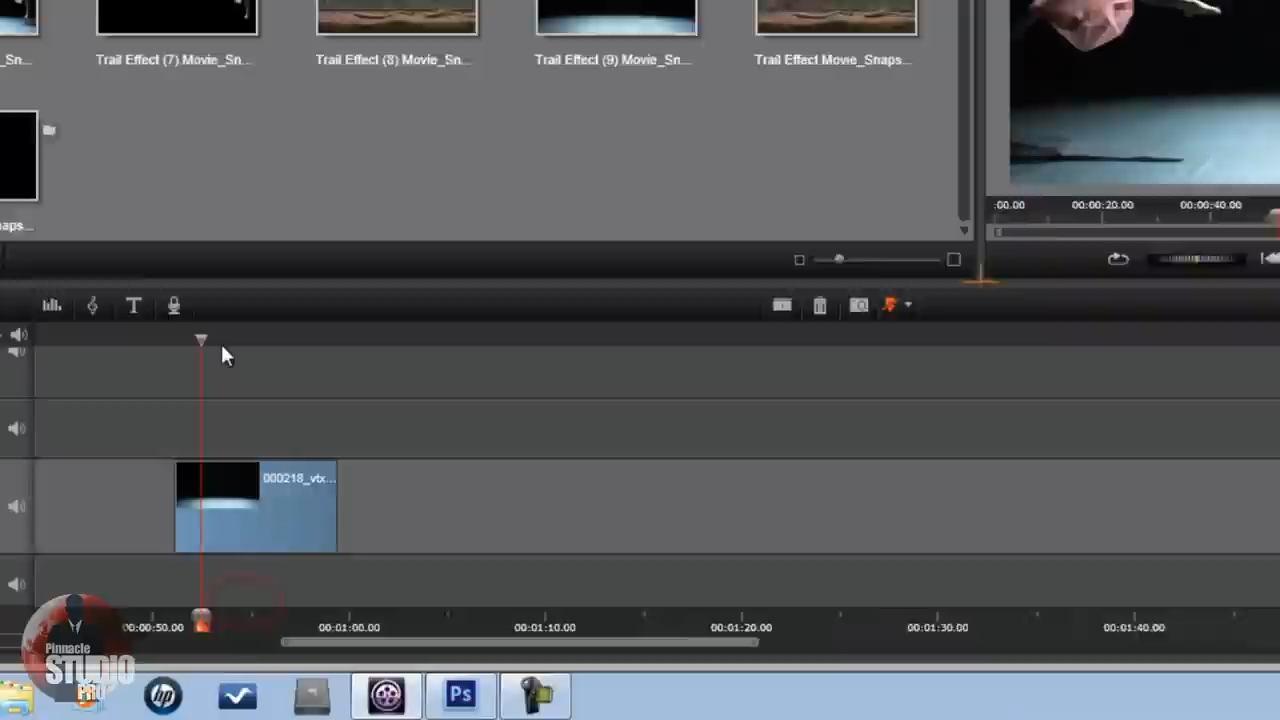 _Sn...
Trail Effect (7) Movie_Sn...
Trail Effect (8) Movie_Sn...
Trail Effect (9) Movie_Sn...
Trail Effect Movie_Snaps...
aps...
:00.00
00:00:20.00
00:00:40.00
T
000218_vtx...
00:00:50.00
00:01:00.00
00:01:10.00
00:01:20.00
00:01:30.00
00:01:40.00
Pinnacle
STUDIO
PRO
hp
Ps